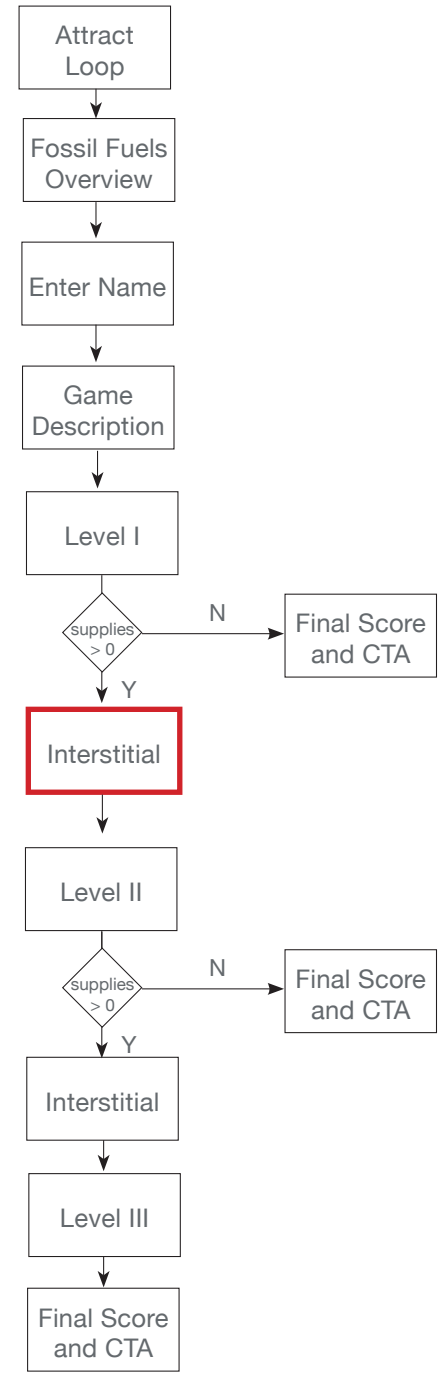 Attract
Loop
Fossil Fuels
Overview
Enter Name
Game
Description
Level I
supplies
> 0
N
Final Score
and CTA
Y
Interstitial
Level II
supplies
> 0
N
Final Score
and CTA
Y
Interstitial
Level III
Final Score
and CTA